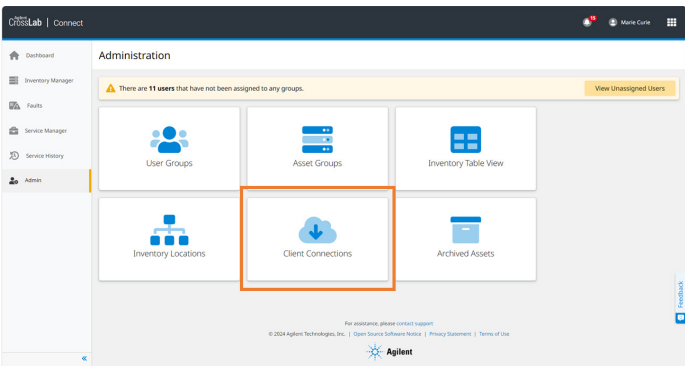 Agilent
CrossLab | Connect
10
Marie Curie
Dashboard
Inventory Manager
Faults
Service Manager
Service History
Admin
Administration
There are 11 users that have not been assigned to any groups.
View Unassigned Users
User Groups
Asset Groups
Inventory Table View
Inventory Locations
Client Connections
Archived Assets
Feedback
For assistance, please contact support
© 2024 Agilent Technologies, Inc. | Open Source Software Notice | Privacy Statement | Terms of Use
Agilent